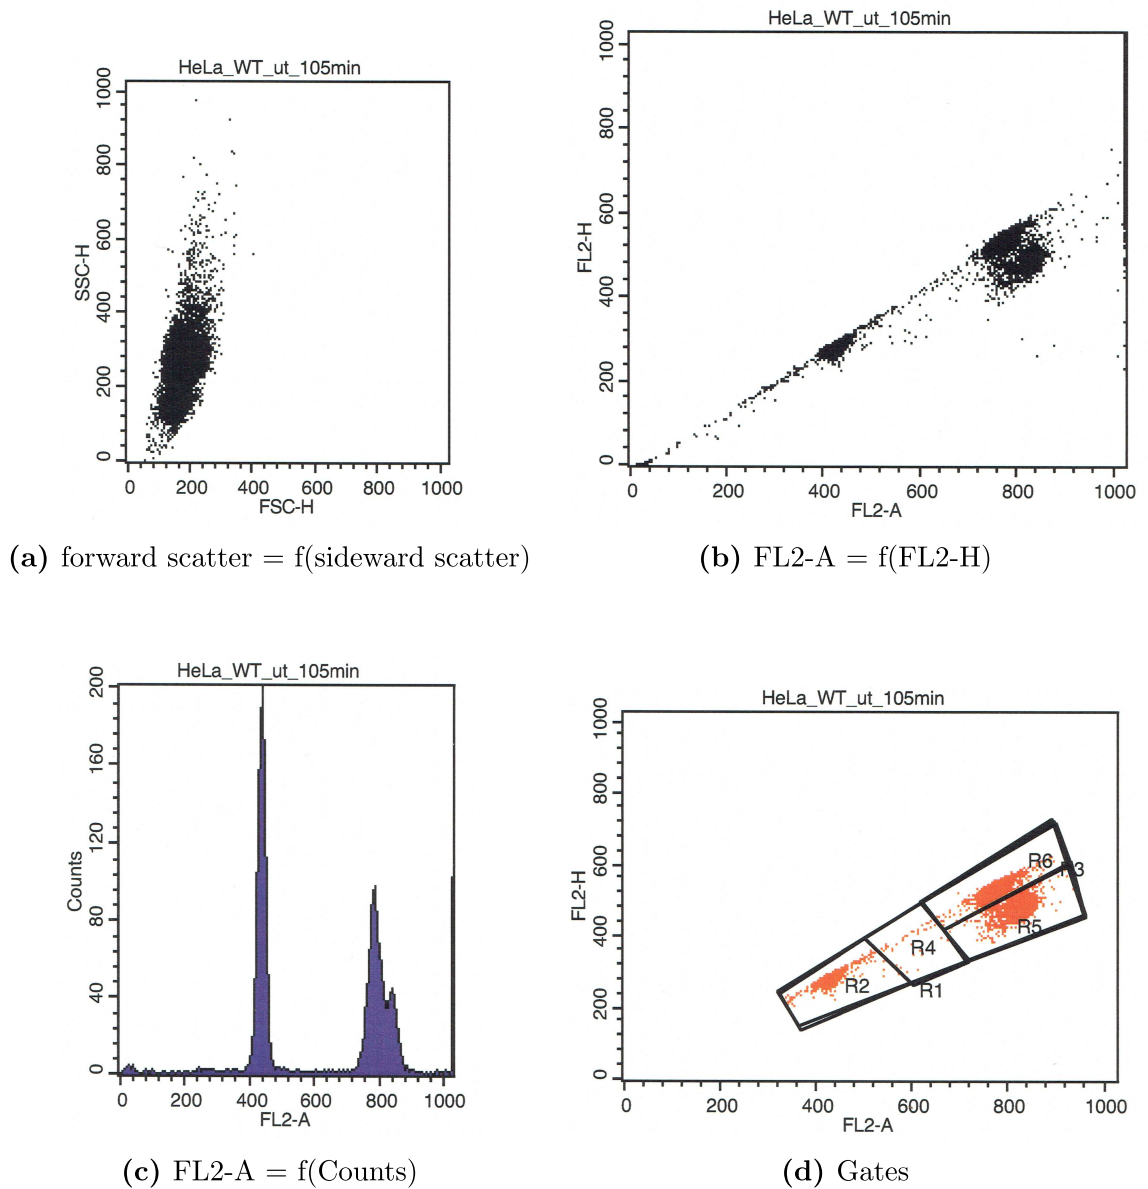 HeLa_WT_ut_105min
1000
800
600
400
200
0
SSC-H
0 200 400 600 800 1000
FSC-H
(a) forward scatter = f(sideward scatter)
HeLa_WT_ut_105min
1000
800
600
400
200
0
FL2-H
0 200 400 600 800 1000
FL2-A
(b) FL2-A = f(FL2-H)
HeLa_WT_ut_105min
200
160
120
80
40
0
Counts
0 200 400 600 800 1000
FL2-A
(c) FL2-A = f(Counts)
HeLa_WT_ut_105min
1000
800
600
400
200
0
FL2-H
R6
R3
R5
R4
R2
R1
0 200 400 600 800 1000
FL2-A
(d) Gates